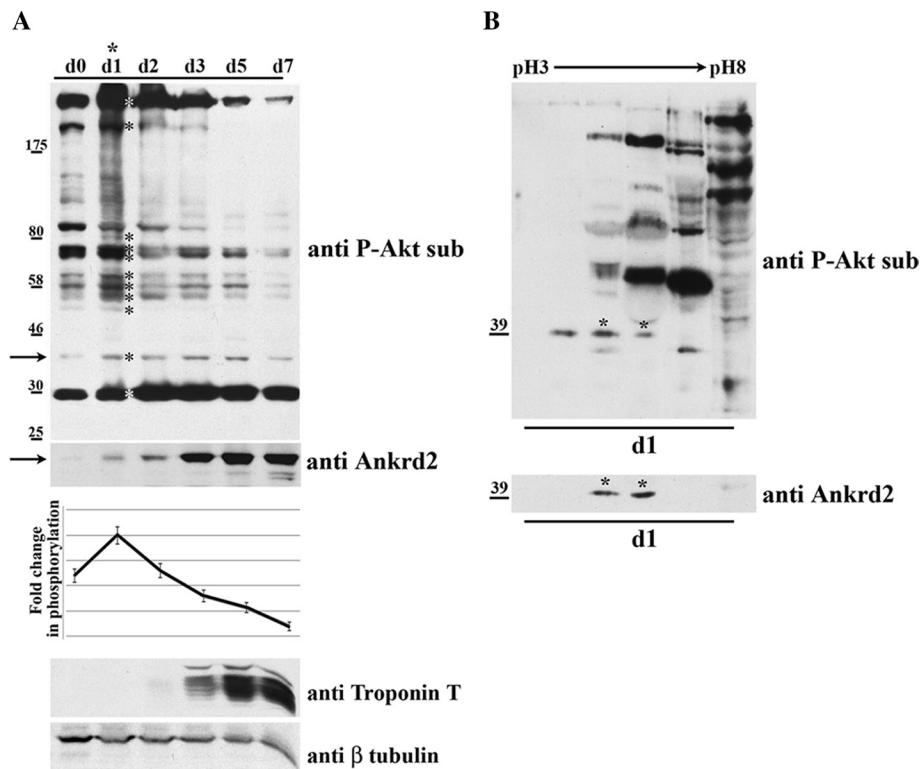 A
*
d0 d1 d2 d3 d5 d7
175
80
58
46
30
25
* * * * * * * * * * *
anti P-Akt sub
anti Ankrd2
Fold change
in phosphorylation
anti Troponin T
anti β tubulin
B
pH3 pH8
39
* *
anti P-Akt sub
d1
39
* *
anti Ankrd2
d1